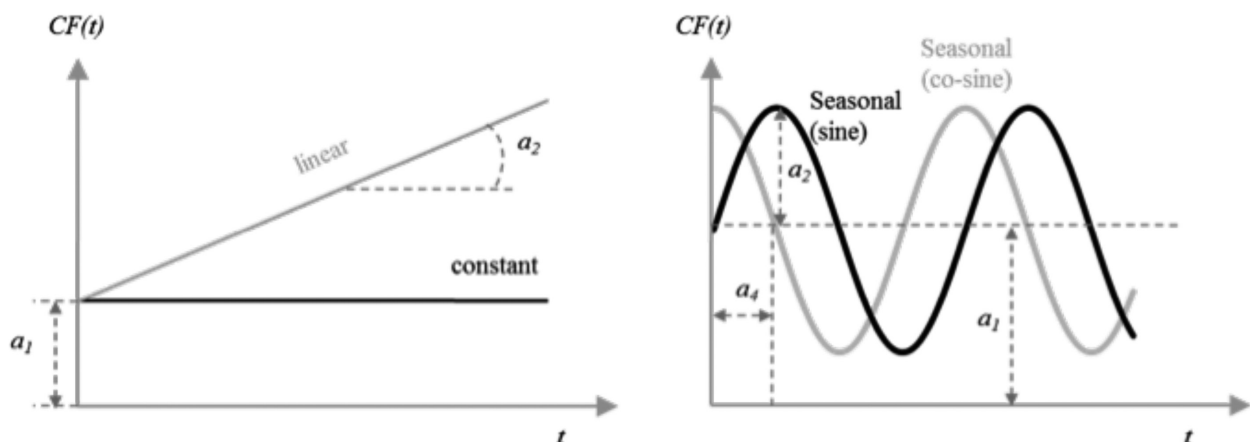 CF(t)
linear
a2
constant
a1
t
CF(t)
Seasonal
(co-sine)
Seasonal
(sine)
a2
a4
a1
t